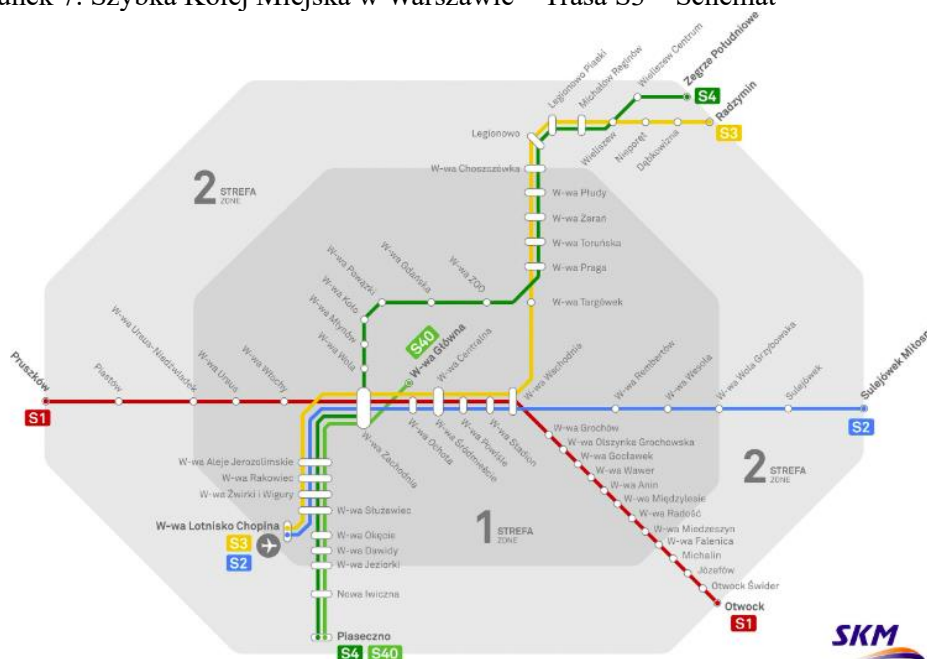 unek 7. Szybka Kolej Miejska w Warszawie – Trasa S3 – Schemat
2 STREFA
ZONE
Legionowo Piaski
Michałów Reginów
Wieliszew Centrum
Zegrze Południowe
S4
Radzymin
S3
Legionowo
Wieliszew
Nieporęt
Dąbkowizna
W-wa Choszczówka
W-wa Płudy
W-wa Żerań
W-wa Toruńska
W-wa Praga
W-wa Targówek
W-wa Powązki
W-wa Gdańska
W-wa ZOO
W-wa Koło
W-wa Młynów
W-wa Wola
S40
W-wa Główna
W-wa Centralna
W-wa Wschodnia
Pruszków
S1
Piastów
W-wa Ursus-Niedźwiadek
W-wa Ursus
W-wa Włochy
W-wa Zachodnia
W-wa Ochota
W-wa Śródmieście
W-wa Powiśle
W-wa Stadion
W-wa Rembertów
W-wa Wesoła
W-wa Wola Grzybowska
Sulejówek
Sulejówek Miłosn
S2
W-wa Grochów
W-wa Olszynka Grochowska
W-wa Gocławek
W-wa Wawer
W-wa Anin
W-wa Międzylesie
W-wa Radość
W-wa Miedzeszyn
W-wa Falenica
Michalin
Józefów
Otwock Świder
Otwock
S1
2 STREFA
ZONE
1 STREFA
ZONE
W-wa Aleje Jerozolimskie
W-wa Rakowiec
W-wa Żwirki i Wigury
W-wa Służewiec
W-wa Lotnisko Chopina
S3
S2
W-wa Okęcie
W-wa Dawidy
W-wa Jeziorki
Nowa Iwiczna
Piaseczno
S4 S40
SKM